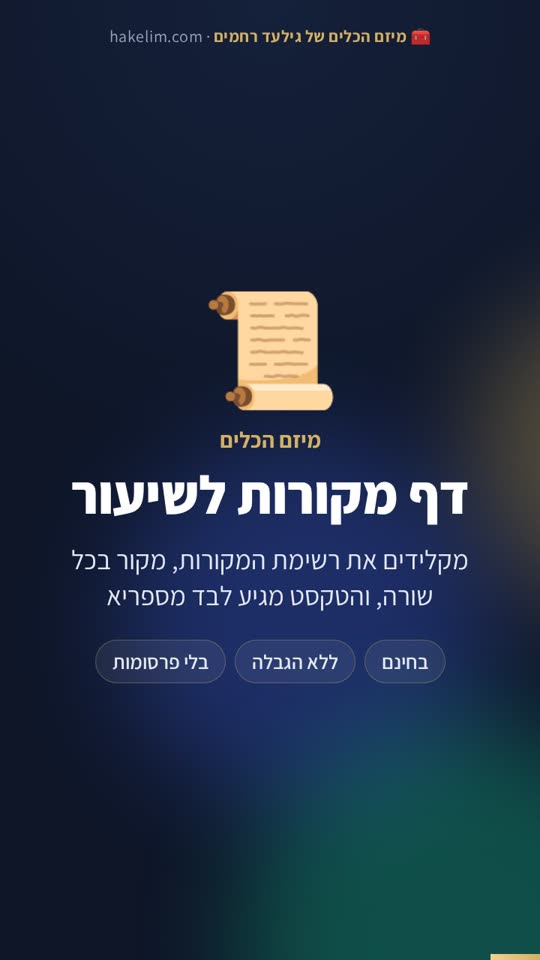 🧰 מיזם הכלים של גילעד רחמים · hakelim.com
מיזם הכלים
דף מקורות לשיעור
מקלידים את רשימת המקורות, מקור בכל
שורה, והטקסט מגיע לבד מספריא
בחינם
ללא הגבלה
בלי פרסומות